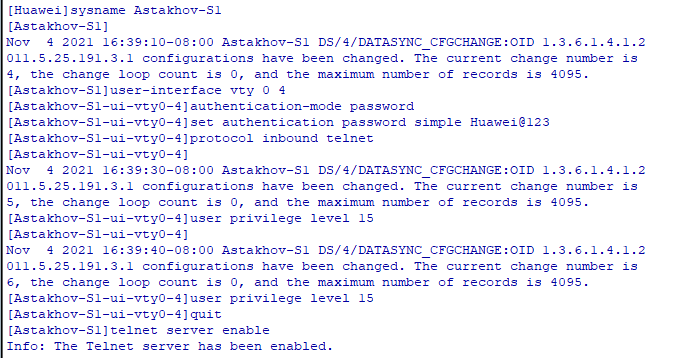 [Huawei]sysname Astakhov-S1
[Astakhov-S1]
Nov  4 2021 16:39:10-08:00 Astakhov-S1 DS/4/DATASYNC_CFGCHANGE:OID 1.3.6.1.4.1.2
011.5.25.191.3.1 configurations have been changed. The current change number is
4, the change loop count is 0, and the maximum number of records is 4095.
[Astakhov-S1]user-interface vty 0 4
[Astakhov-S1-ui-vty0-4]authentication-mode password
[Astakhov-S1-ui-vty0-4]set authentication password simple Huawei@123
[Astakhov-S1-ui-vty0-4]protocol inbound telnet
[Astakhov-S1-ui-vty0-4]
Nov  4 2021 16:39:30-08:00 Astakhov-S1 DS/4/DATASYNC_CFGCHANGE:OID 1.3.6.1.4.1.2
011.5.25.191.3.1 configurations have been changed. The current change number is
5, the change loop count is 0, and the maximum number of records is 4095.
[Astakhov-S1-ui-vty0-4]user privilege level 15
[Astakhov-S1-ui-vty0-4]
Nov  4 2021 16:39:40-08:00 Astakhov-S1 DS/4/DATASYNC_CFGCHANGE:OID 1.3.6.1.4.1.2
011.5.25.191.3.1 configurations have been changed. The current change number is
6, the change loop count is 0, and the maximum number of records is 4095.
[Astakhov-S1-ui-vty0-4]user privilege level 15
[Astakhov-S1-ui-vty0-4]quit
[Astakhov-S1]telnet server enable
Info: The Telnet server has been enabled.